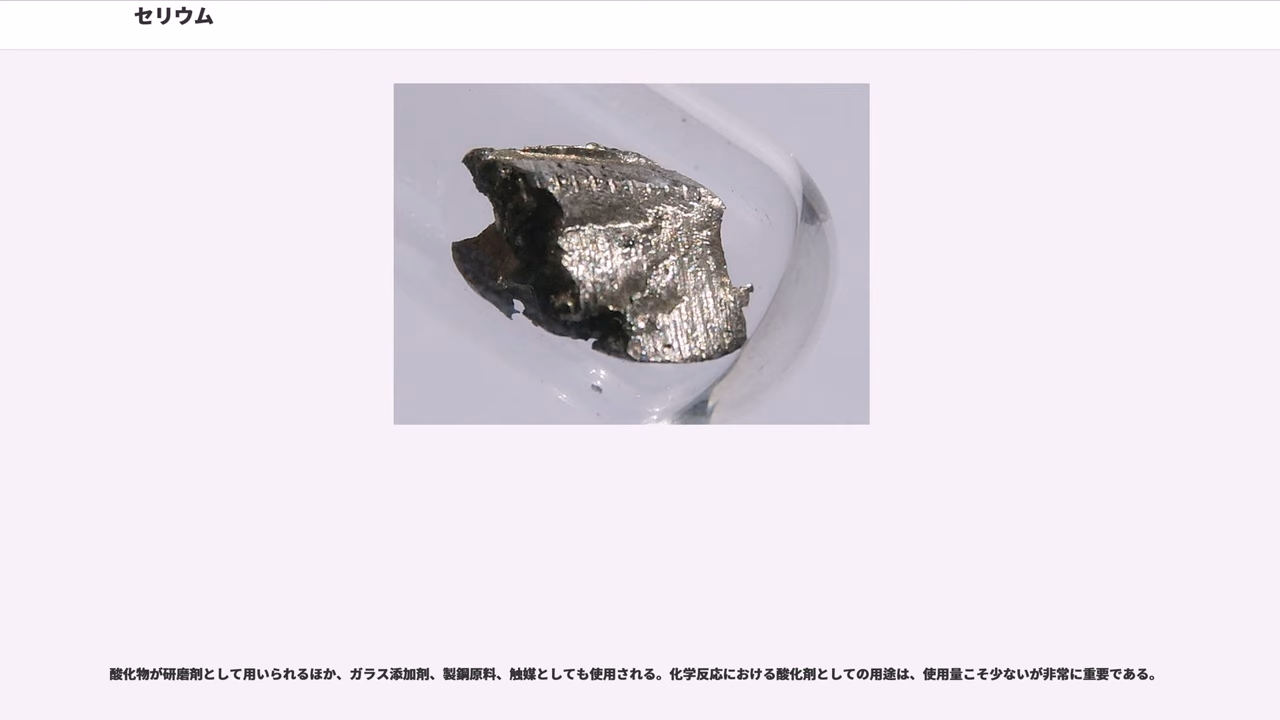 セリウム
酸化物が研磨剤として用いられるほか、ガラス添加剤、製鋼原料、触媒としても使用される。化学反応における酸化剤としての用途は、使用量こそ少ないが非常に重要である。